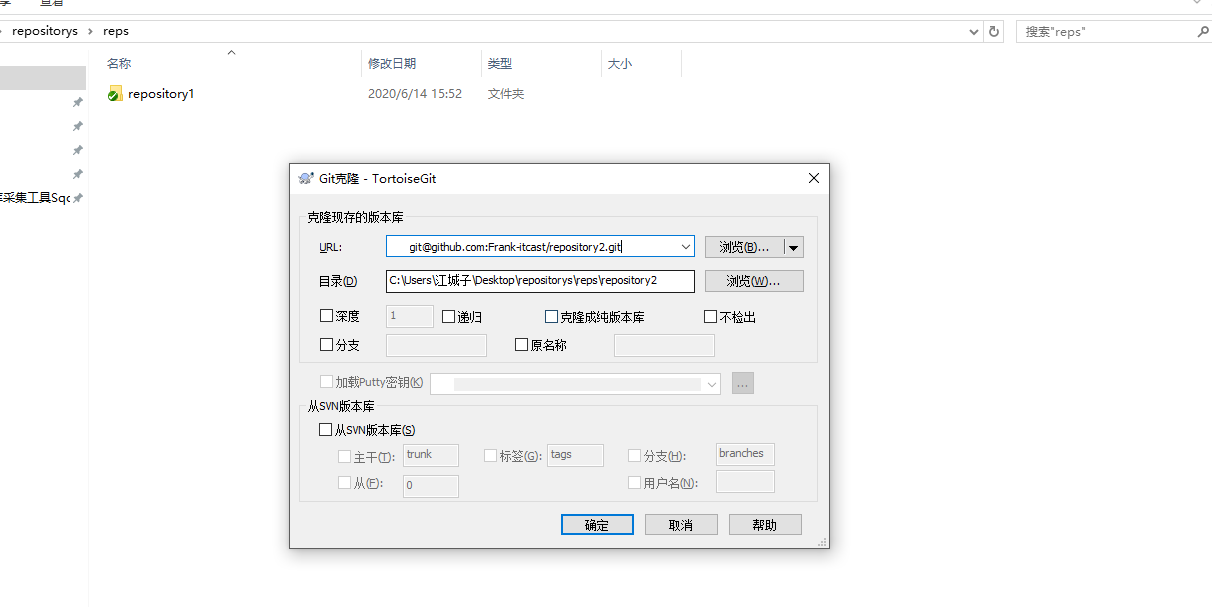 查看
repositorys › reps
搜索"reps"
名称 修改日期 类型 大小
repository1 2020/6/14 15:52 文件夹
采集工具Sqc
Git克隆 - TortoiseGit
克隆现存的版本库
URL: git@github.com:Frank-itcast/repository2.git 浏览(B)...
目录(D) C:\Users\江城子\Desktop\repositorys\reps\repository2 浏览(W)...
深度 1 递归 克隆成纯版本库 不检出
分支 原名称
加载Putty密钥(K) ...
从SVN版本库
从SVN版本库(S)
主干(T): trunk 标签(G): tags 分支(H): branches
从(F): 0 用户名(N):
确定 取消 帮助